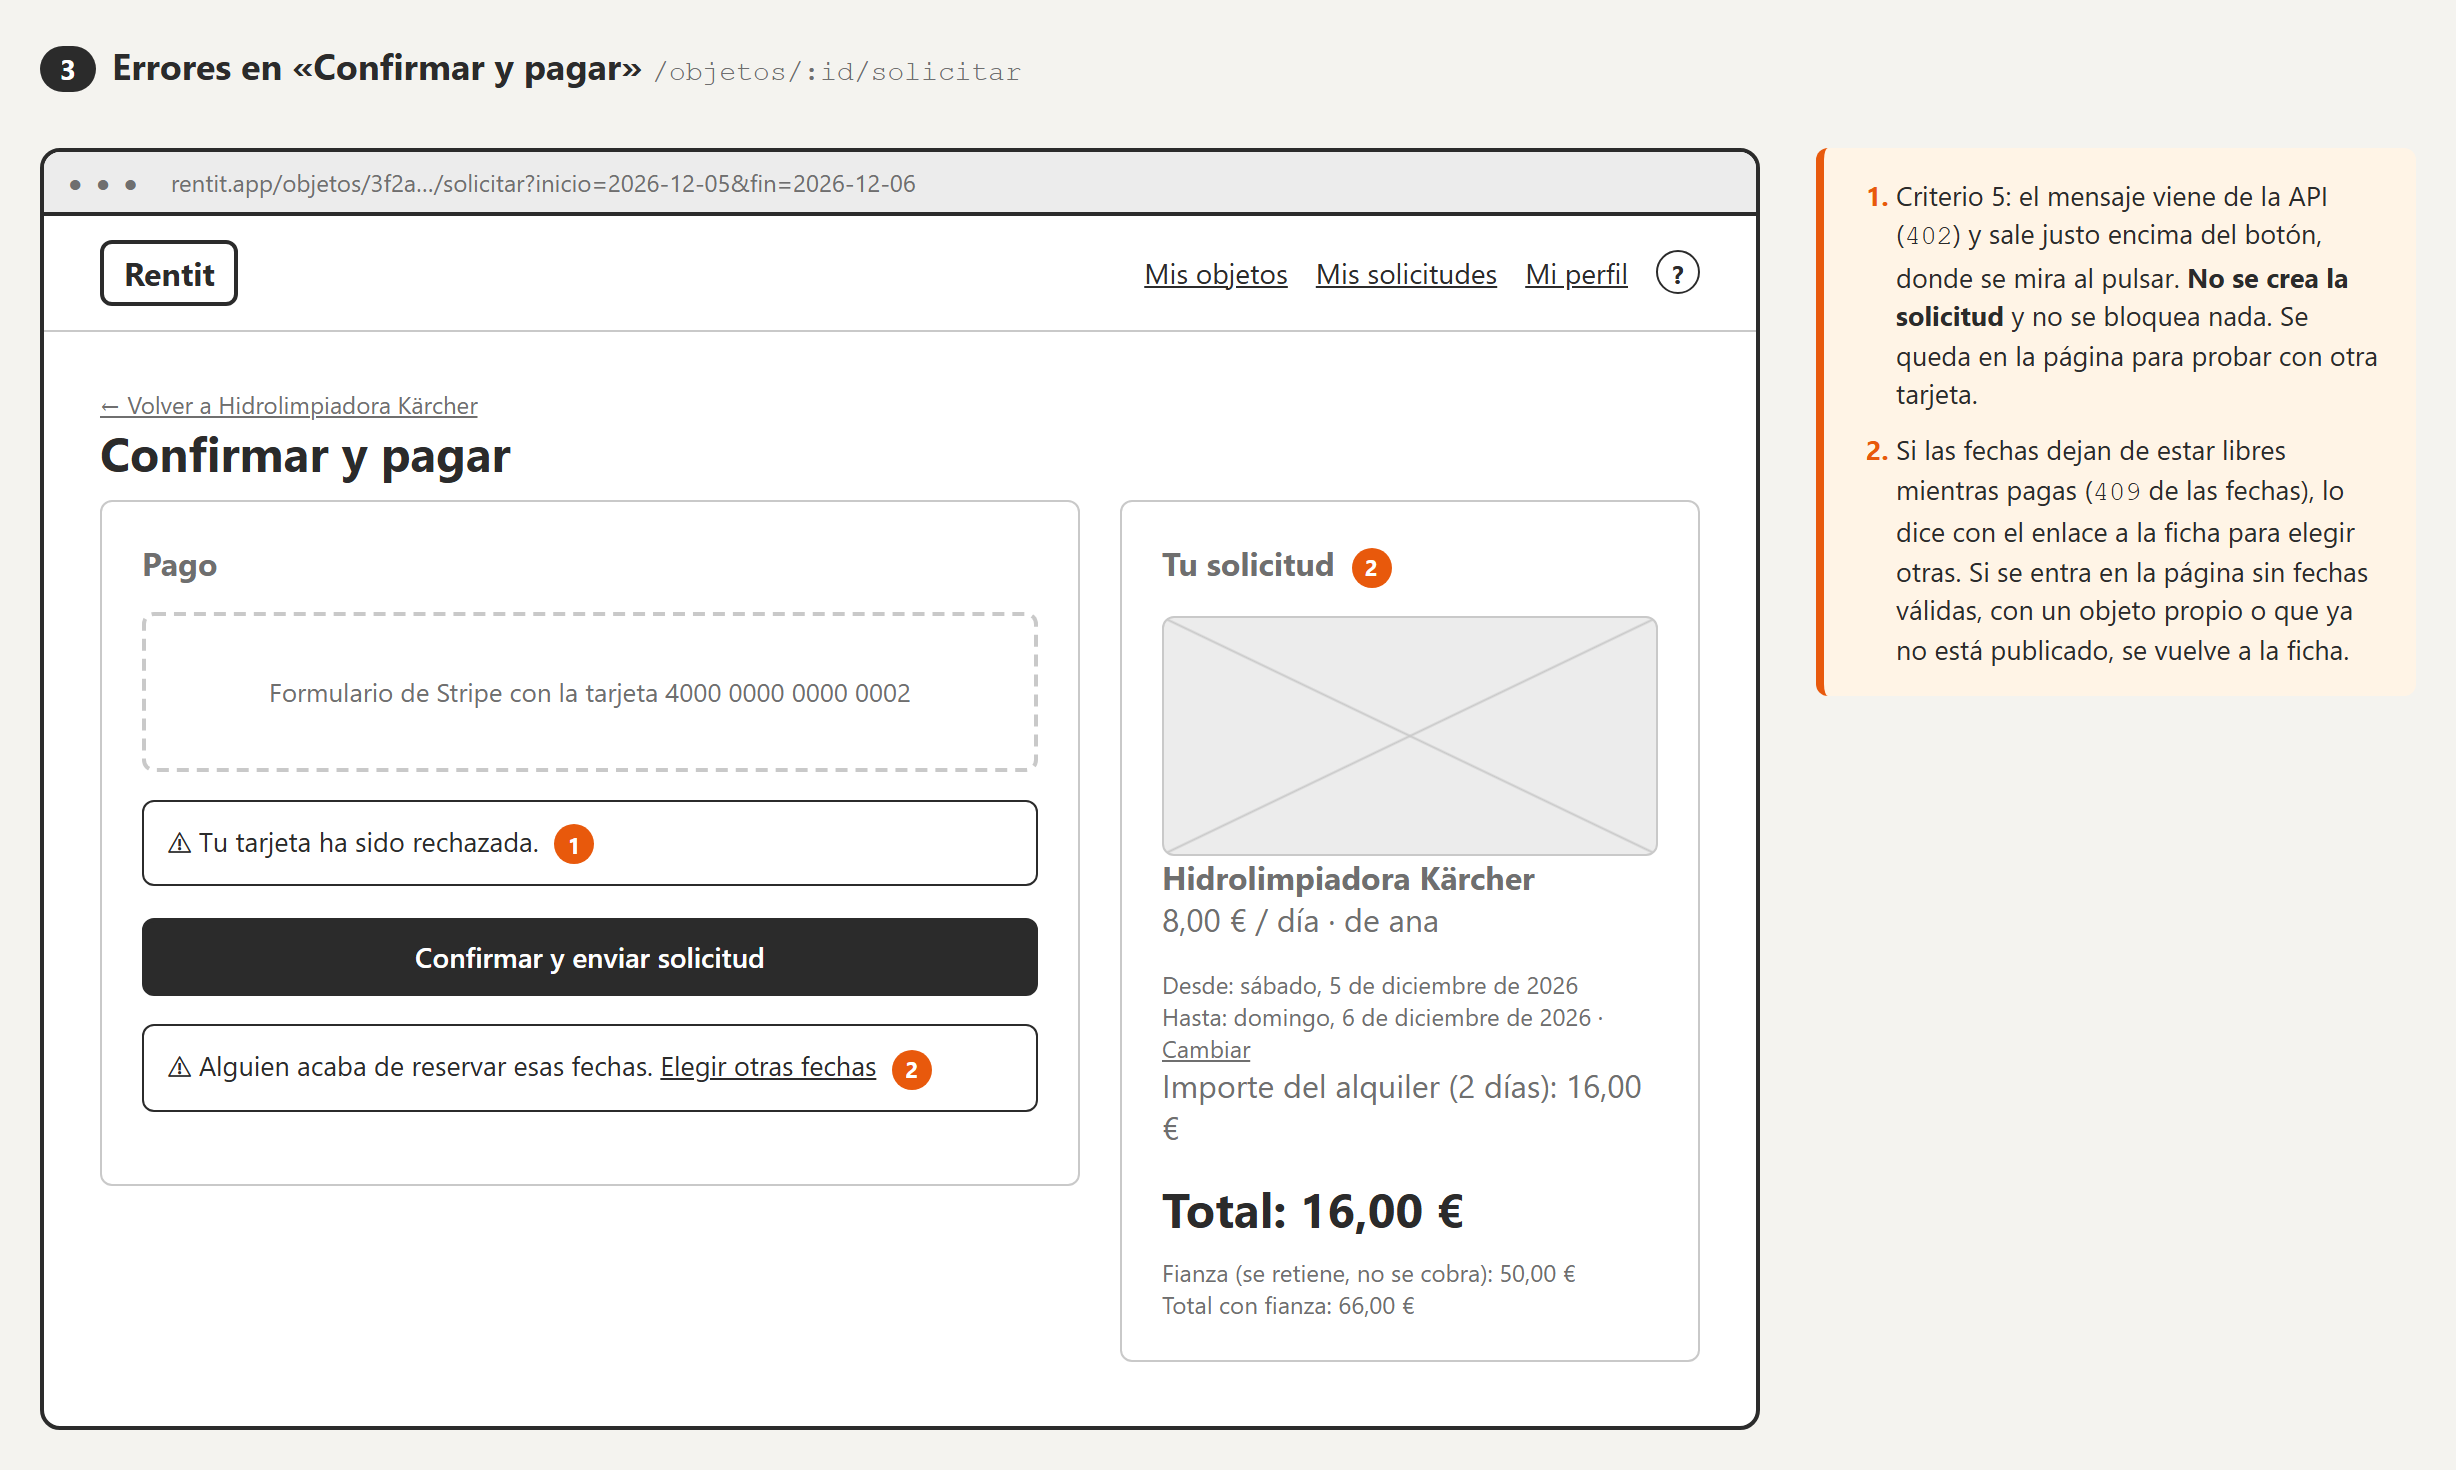 3 Errores en «Confirmar y pagar» /objetos/:id/solicitar
rentit.app/objetos/3f2a.../solicitar?inicio=2026-12-05&fin=2026-12-06
Rentit
Mis objetos Mis solicitudes Mi perfil ?
← Volver a Hidrolimpiadora Kärcher
Confirmar y pagar
Pago
Formulario de Stripe con la tarjeta 4000 0000 0000 0002
⚠ Tu tarjeta ha sido rechazada. 1
Confirmar y enviar solicitud
⚠ Alguien acaba de reservar esas fechas. Elegir otras fechas 2
Tu solicitud 2
Hidrolimpiadora Kärcher
8,00 € / día · de ana
Desde: sábado, 5 de diciembre de 2026
Hasta: domingo, 6 de diciembre de 2026 ·
Cambiar
Importe del alquiler (2 días): 16,00
€
Total: 16,00 €
Fianza (se retiene, no se cobra): 50,00 €
Total con fianza: 66,00 €
1. Criterio 5: el mensaje viene de la API
(402) y sale justo encima del botón,
donde se mira al pulsar. No se crea la
solicitud y no se bloquea nada. Se
queda en la página para probar con otra
tarjeta.
2. Si las fechas dejan de estar libres
mientras pagas (409 de las fechas), lo
dice con el enlace a la ficha para elegir
otras. Si se entra en la página sin fechas
válidas, con un objeto propio o que ya
no está publicado, se vuelve a la ficha.